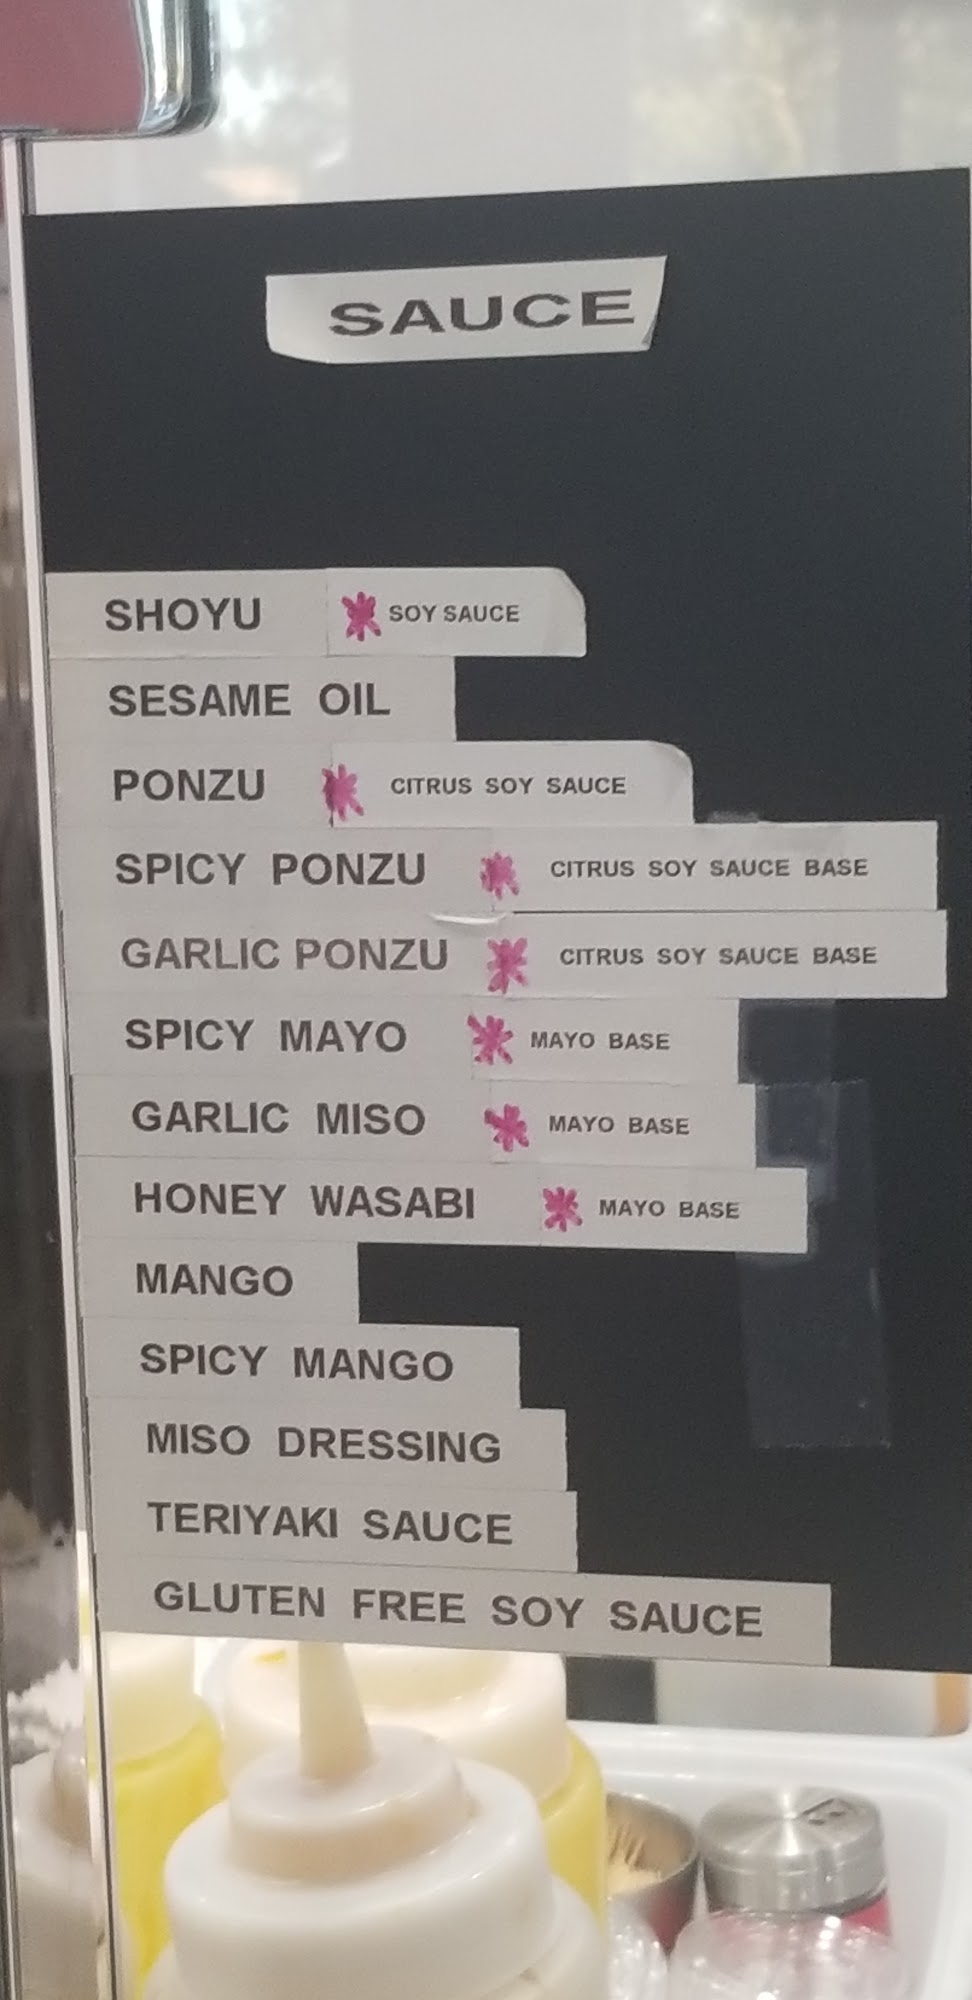 SAUCE
SHOYU * SOY SAUCE
SESAME OIL
PONZU * CITRUS SOY SAUCE
SPICY PONZU * CITRUS SOY SAUCE BASE
GARLIC PONZU * CITRUS SOY SAUCE BASE
SPICY MAYO * MAYO BASE
GARLIC MISO * MAYO BASE
HONEY WASABI * MAYO BASE
MANGO
SPICY MANGO
MISO DRESSING
TERIYAKI SAUCE
GLUTEN FREE SOY SAUCE